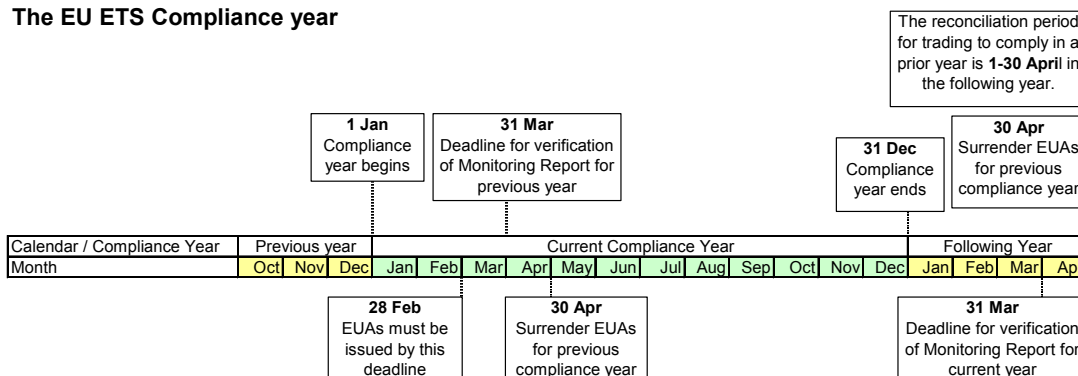 The EU ETS Compliance year
The reconciliation period
for trading to comply in a
prior year is 1-30 April in
the following year.
1 Jan
Compliance
year begins
31 Mar
Deadline for verification
of Monitoring Report for
previous year
31 Dec
Compliance
year ends
30 Apr
Surrender EUAs
for previous
compliance year
Calendar / Compliance Year Previous year Current Compliance Year Following Year
Month Oct Nov Dec Jan Feb Mar Apr May Jun Jul Aug Sep Oct Nov Dec Jan Feb Mar Ap
28 Feb
EUAs must be
issued by this
deadline
30 Apr
Surrender EUAs
for previous
compliance year
31 Mar
Deadline for verification
of Monitoring Report for
current year